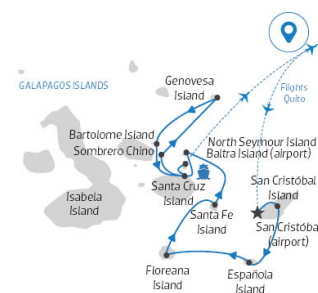 Genovesa
Island
Flights
Quito
GALAPAGOS ISLANDS
Bartolome Island
Sombrero Chino
North Seymour Island
Baltra Island (airport)
Isabela
Island
Santa Cruz
Island
San Cristóbal
Island
Santa Fe
Island
San Cristóba
(airport)
Floreana
Island
Española
Island